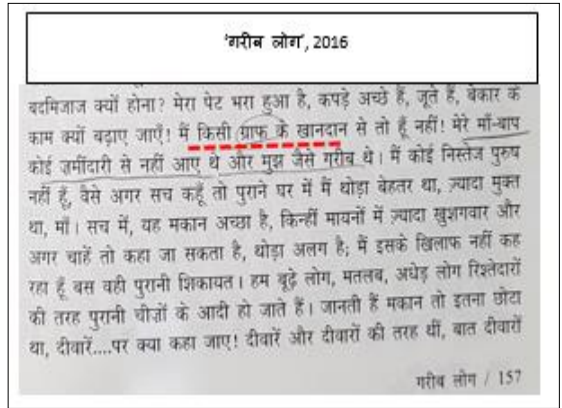 'गरीब लोग', 2016
बदमिजाज क्यों होना? मेरा पेट भरा हुआ है, कपड़े अच्छे हैं, जूते हैं, बेकार के
काम क्यों बढ़ाए जाएँ! मैं किसी ग्राफ के खानदान से तो हूँ नहीं! मेरे माँ-बाप
कोई ज़मींदारी से नहीं आए थे और मुझ जैसे गरीब थे। मैं कोई निस्तेज पुरुष
नहीं हूँ, वैसे अगर सच कहूँ तो पुराने घर में मैं थोड़ा बेहतर था, ज़्यादा मुक्त
था, माँ। सच में, यह मकान अच्छा है, किन्हीं मायनों में ज़्यादा खुशगवार और
अगर चाहें तो कहा जा सकता है, थोड़ा अलग है; मैं इसके खिलाफ नहीं कह
रहा हूँ बस वही पुरानी शिकायत। हम बूढ़े लोग, मतलब, अधेड़ लोग रिश्तेदारों
की तरह पुरानी चीज़ों के आदी हो जाते हैं। जानती हैं मकान तो इतना छोटा
था, दीवारें....पर क्या कहा जाए! दीवारें और दीवारों की तरह थीं, बात दीवारों
गरीब लोग / 157